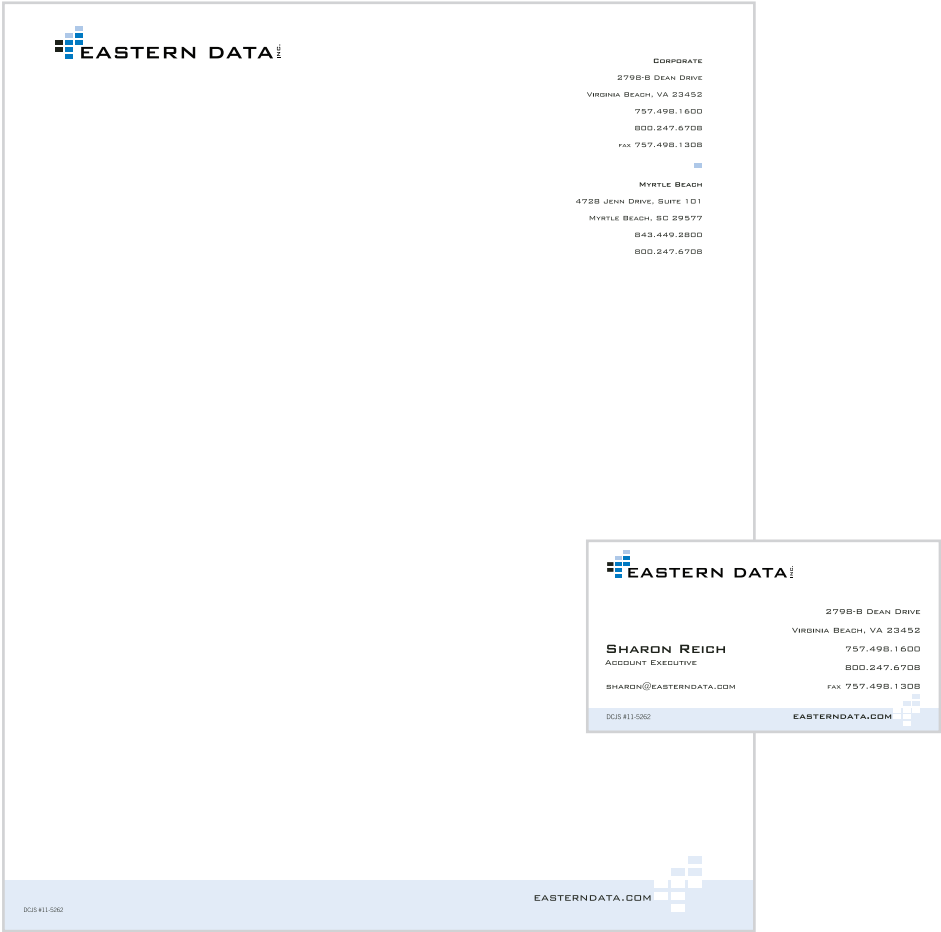 EASTERN DATA INC.
CORPORATE
2798-B DEAN DRIVE
VIRGINIA BEACH, VA 23452
757.498.1600
800.247.6708
FAX 757.498.1308
MYRTLE BEACH
4728 JENN DRIVE, SUITE 101
MYRTLE BEACH, SC 29577
843.449.2800
800.247.6708
EASTERN DATA INC.
2798-B DEAN DRIVE
VIRGINIA BEACH, VA 23452
SHARON REICH
757.498.1600
ACCOUNT EXECUTIVE
800.247.6708
SHARON@EASTERNDATA.COM
FAX 757.498.1308
DCJS #11-5262
EASTERNDATA.COM
EASTERNDATA.COM
DCJS #11-5262